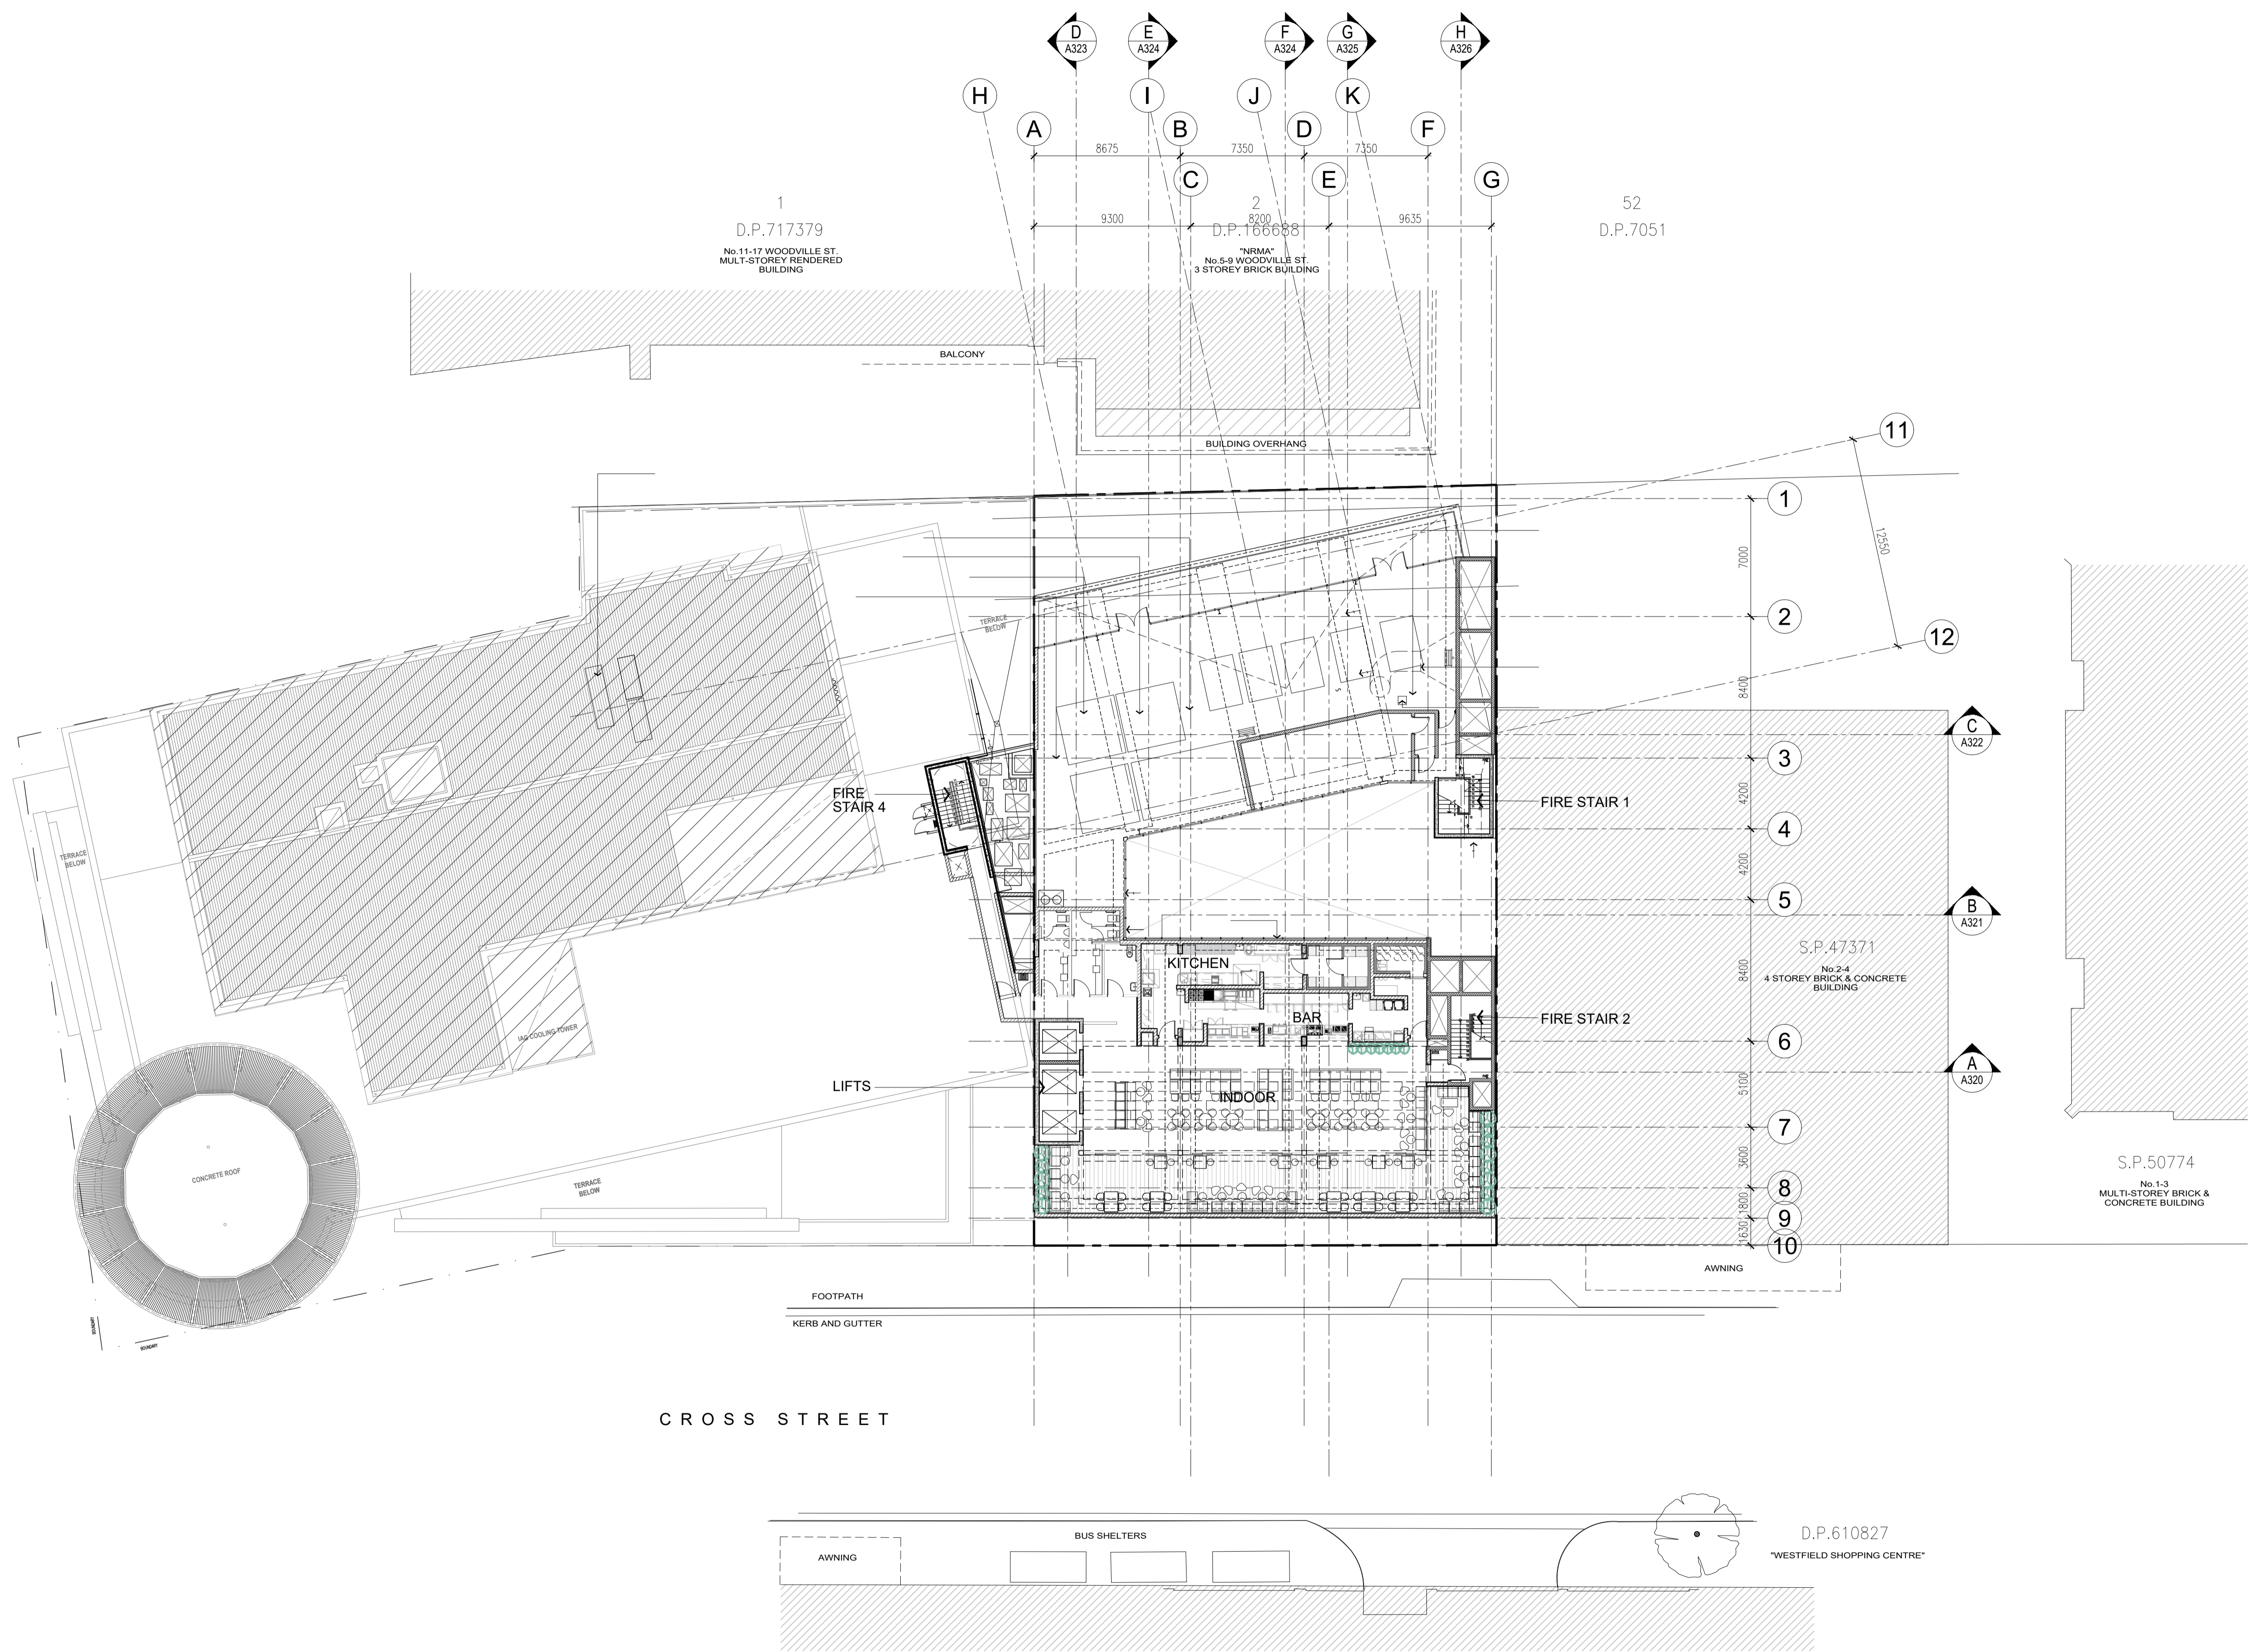 D
A323
E
A324
F
A324
G
A325
H
A326
H
I
J
K
A
B
D
F
8675
7350
7350
C
E
G
9300
8200
9635
1
D.P.717379
No.11-17 WOODVILLE ST.
MULT-STOREY RENDERED
BUILDING
2
D.P.166688
"NRMA"
No.5-9 WOODVILLE ST.
3 STOREY BRICK BUILDING
52
D.P.7051
BALCONY
BUILDING OVERHANG
11
12550
12
1
7000
2
8400
3
4200
4
4200
5
8400
6
5100
7
3600
8
1800
9
1630
10
C
A322
B
A321
A
A320
TERRACE
BELOW
FIRE
STAIR 4
FIRE STAIR 1
TERRACE
BELOW
S.P.47371
No.2-4
4 STOREY BRICK & CONCRETE
BUILDING
KITCHEN
BAR
FIRE STAIR 2
IAG COOLING TOWER
LIFTS
INDOOR
CONCRETE ROOF
TERRACE
BELOW
S.P.50774
No.1-3
MULTI-STOREY BRICK &
CONCRETE BUILDING
AWNING
FOOTPATH
KERB AND GUTTER
BOUNDARY
BOUNDARY
CROSS STREET
BUS SHELTERS
AWNING
D.P.610827
"WESTFIELD SHOPPING CENTRE"